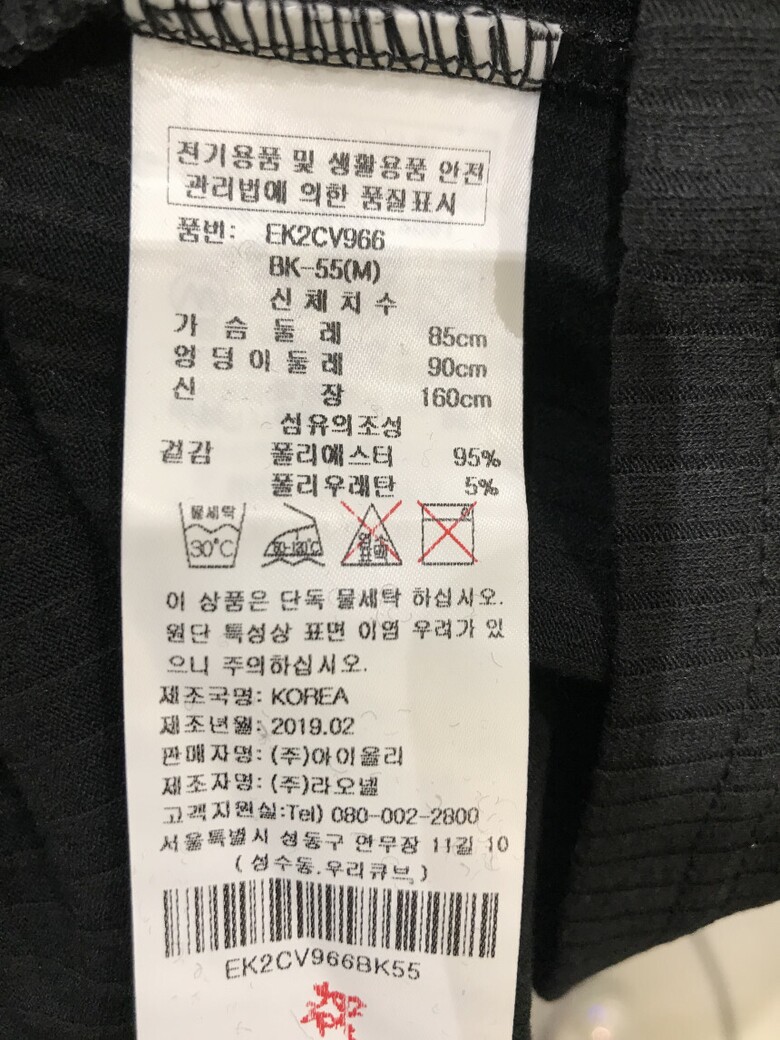 전기용품 및 생활용품 안전
관리법에 의한 품질표시
품번: EK2CV966
BK-55(M)
신체치수
가슴둘레 85cm
엉덩이둘레 90cm
신장 160cm
섬유의조성
겉감 폴리에스터 95%
폴리우레탄 5%
물세탁
30°C
염소
표백
이 상품은 단독 물세탁 하십시오.
원단 특성상 표면 이염 우려가 있
으니 주의하십시오.
제조국명: KOREA
제조년월: 2019.02
판매자명: (주)아이올리
제조자명: (주)라오넬
고객지원실:Tel) 080-002-2800
서울특별시 성동구 연무장 11길 10
(성수동.우리큐브)
EK2CV966BK55